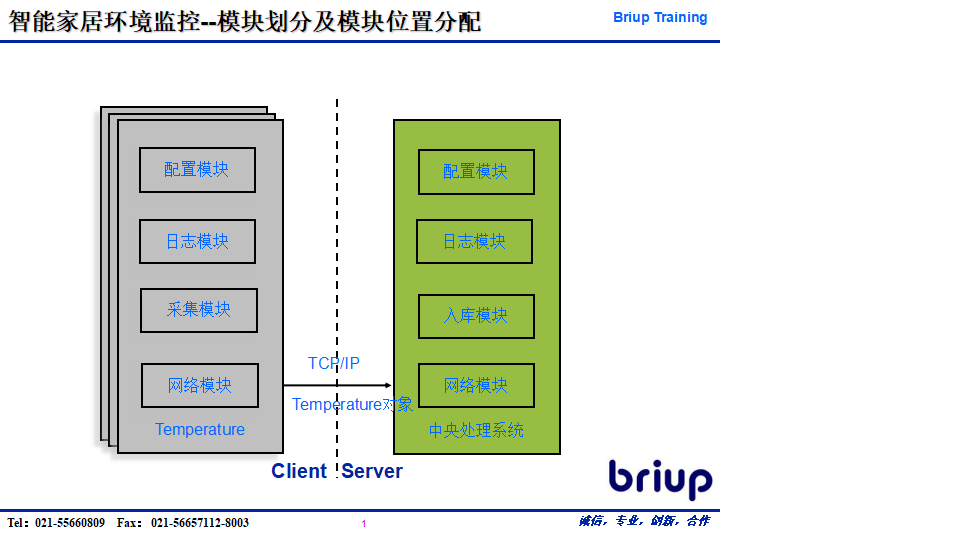 智能家居环境监控--模块划分及模块位置分配
Briup Training
配置模块
日志模块
采集模块
网络模块
Temperature
TCP/IP
Temperature对象
配置模块
日志模块
入库模块
网络模块
中央处理系统
Client
Server
briup
Tel：021-55660809 Fax： 021-56657112-8003
1
诚信，专业，创新，合作